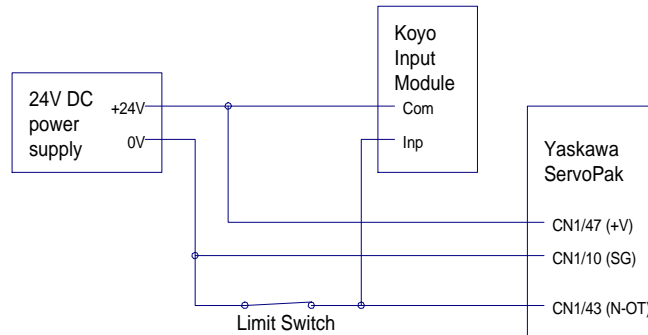 Koyo
Input
Module
24V DC
power
supply
+24V
0V
Com
Inp
Yaskawa
ServoPak
CN1/47 (+V)
CN1/10 (SG)
CN1/43 (N-OT)
Limit Switch